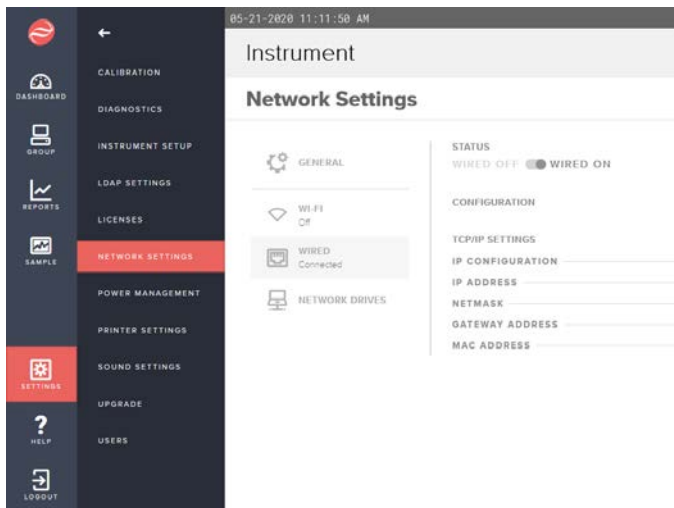 05-21-2020 11:11:50 AM
Instrument
Network Settings
DASHBOARD
GROUP
REPORTS
SAMPLE
SETTINGS
HELP
LOGOUT
CALIBRATION
DIAGNOSTICS
INSTRUMENT SETUP
LDAP SETTINGS
LICENSES
NETWORK SETTINGS
POWER MANAGEMENT
PRINTER SETTINGS
SOUND SETTINGS
UPGRADE
USERS
GENERAL
WI-FI
Off
WIRED
Connected
NETWORK DRIVES
STATUS
WIRED OFF WIRED ON
CONFIGURATION
TCP/IP SETTINGS
IP CONFIGURATION
IP ADDRESS
NETMASK
GATEWAY ADDRESS
MAC ADDRESS